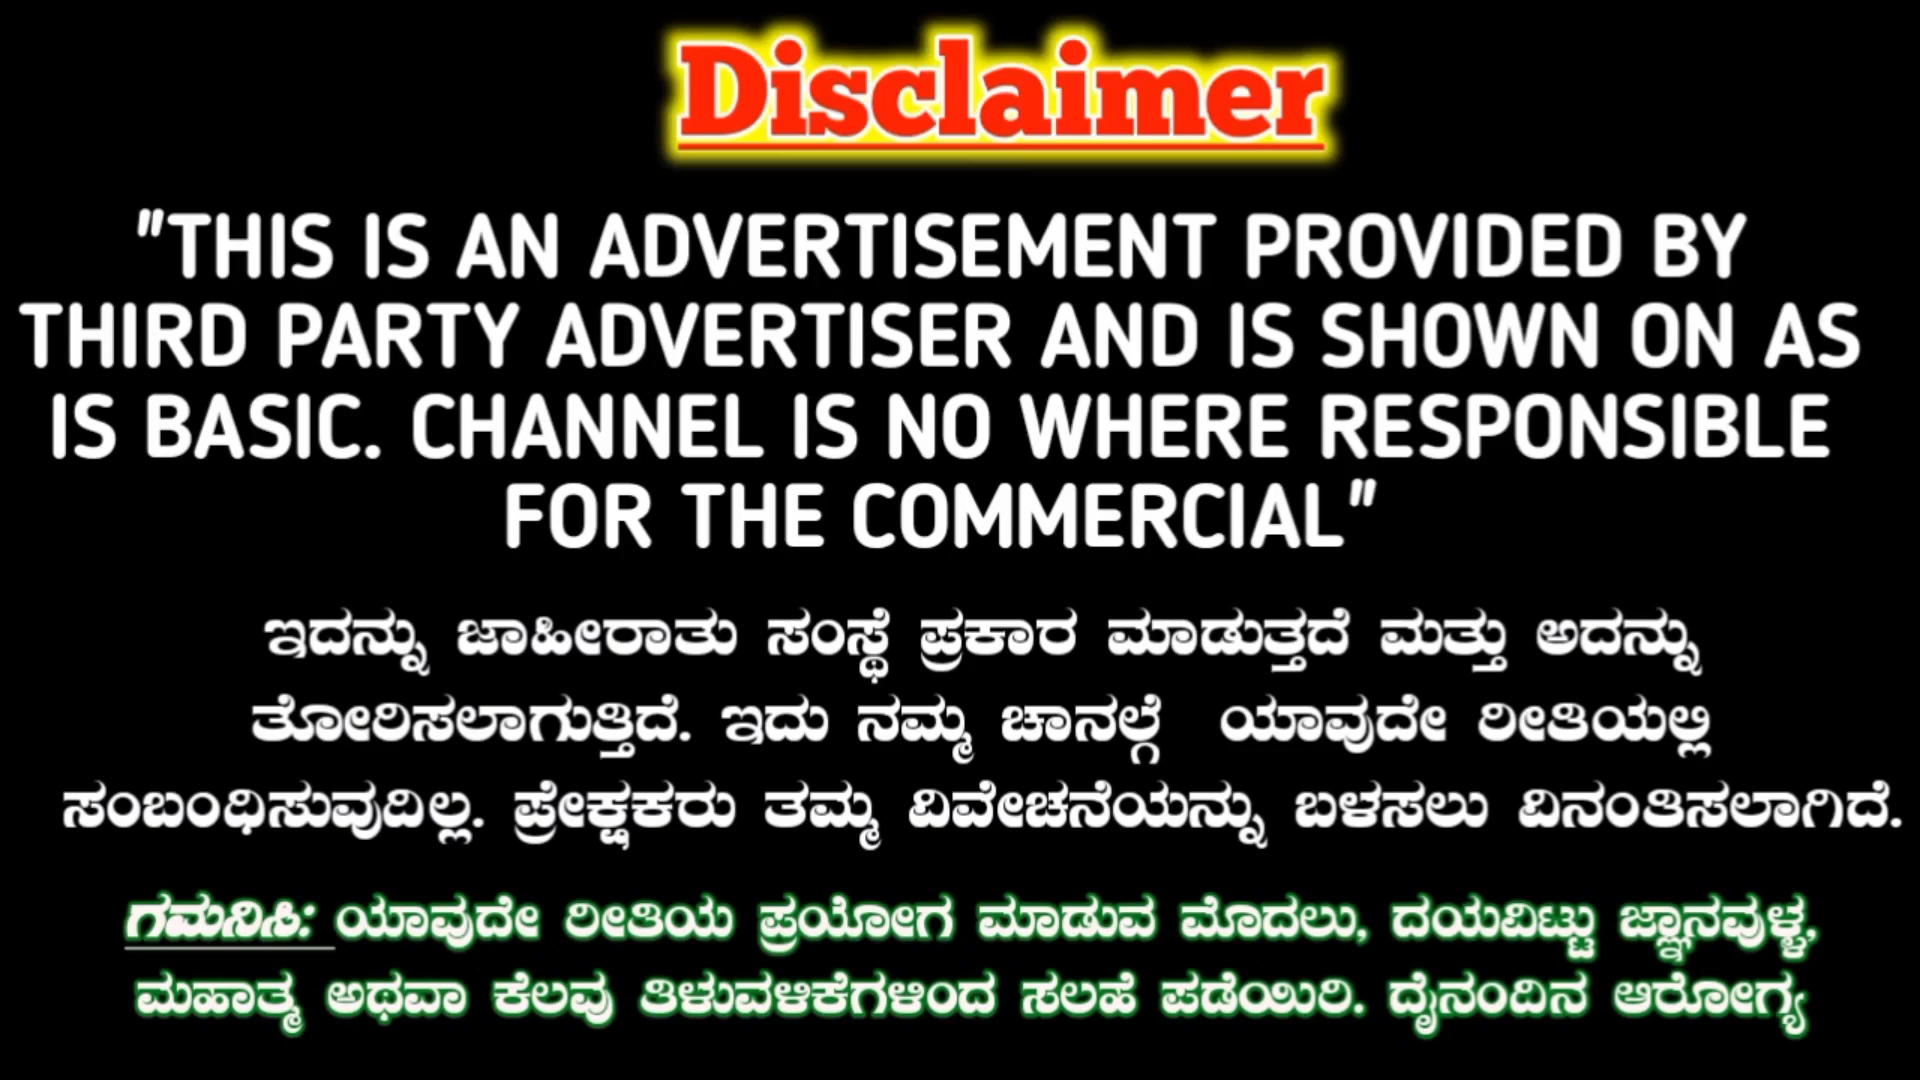 Disclaimer
"THIS IS AN ADVERTISEMENT PROVIDED BY
THIRD PARTY ADVERTISER AND IS SHOWN ON AS
IS BASIC. CHANNEL IS NO WHERE RESPONSIBLE
FOR THE COMMERCIAL"
ಇದನ್ನು ಜಾಹೀರಾತು ಸಂಸ್ಥೆ ಪ್ರಕಾರ ಮಾಡುತ್ತದೆ ಮತ್ತು ಅದನ್ನು
ತೋರಿಸಲಾಗುತ್ತಿದೆ. ಇದು ನಮ್ಮ ಚಾನಲ್ಗೆ ಯಾವುದೇ ರೀತಿಯಲ್ಲಿ
ಸಂಬಂಧಿಸುವುದಿಲ್ಲ. ಪ್ರೇಕ್ಷಕರು ತಮ್ಮ ವಿವೇಚನೆಯನ್ನು ಬಳಸಲು ವಿನಂತಿಸಲಾಗಿದೆ.
ಗಮನಿಸಿ: ಯಾವುದೇ ರೀತಿಯ ಪ್ರಯೋಗ ಮಾಡುವ ಮೊದಲು, ದಯವಿಟ್ಟು ಜ್ಞಾನವುಳ್ಳ,
ಮಹಾತ್ಮ ಅಥವಾ ಕೆಲವು ತಿಳುವಳಿಕೆಗಳಿಂದ ಸಲಹೆ ಪಡೆಯಿರಿ. ದೈನಂದಿನ ಆರೋಗ್ಯ